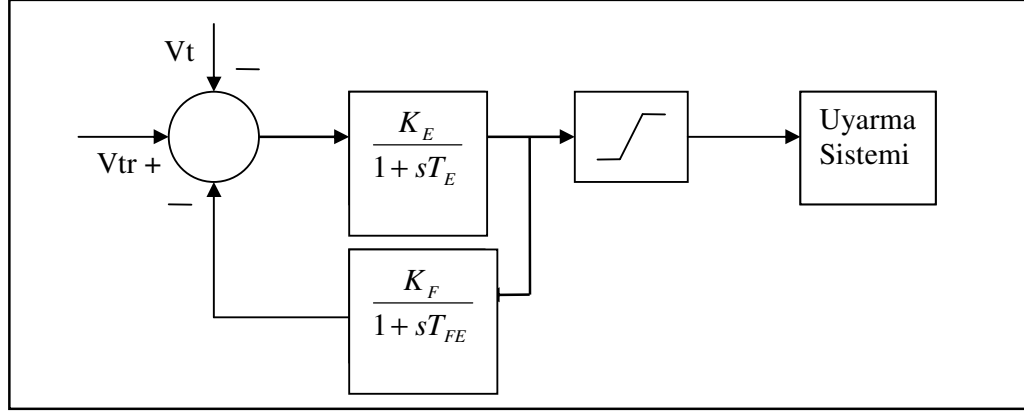 Vt
—
Vtr +
—
K_E
1 + sT_E
K_F
1 + sT_FE
Uyarma
Sistemi